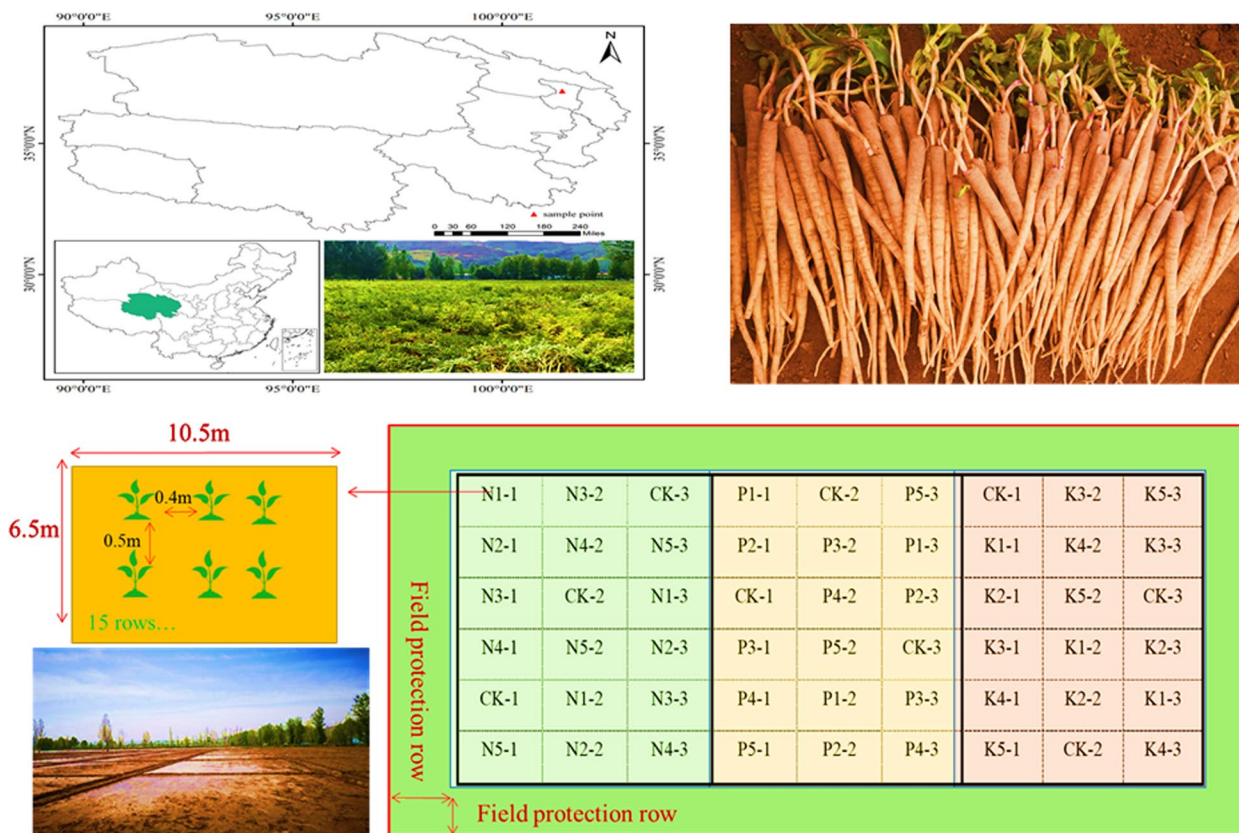 90°0'0"E 95°0'0"E 100°0'0"E
N
35°0'0"N 35°0'0"N
sample point
0 30 60 120 180 240
Miles
30°0'0"N 30°0'0"N
90°0'0"E 95°0'0"E 100°0'0"E
10.5m
6.5m
0.4m
0.5m
15 rows...
N1-1 N3-2 CK-3 P1-1 CK-2 P5-3 CK-1 K3-2 K5-3
N2-1 N4-2 N5-3 P2-1 P3-2 P1-3 K1-1 K4-2 K3-3
N3-1 CK-2 N1-3 CK-1 P4-2 P2-3 K2-1 K5-2 CK-3
N4-1 N5-2 N2-3 P3-1 P5-2 CK-3 K3-1 K1-2 K2-3
CK-1 N1-2 N3-3 P4-1 P1-2 P3-3 K4-1 K2-2 K1-3
N5-1 N2-2 N4-3 P5-1 P2-2 P4-3 K5-1 CK-2 K4-3
Field protection row
Field protection row